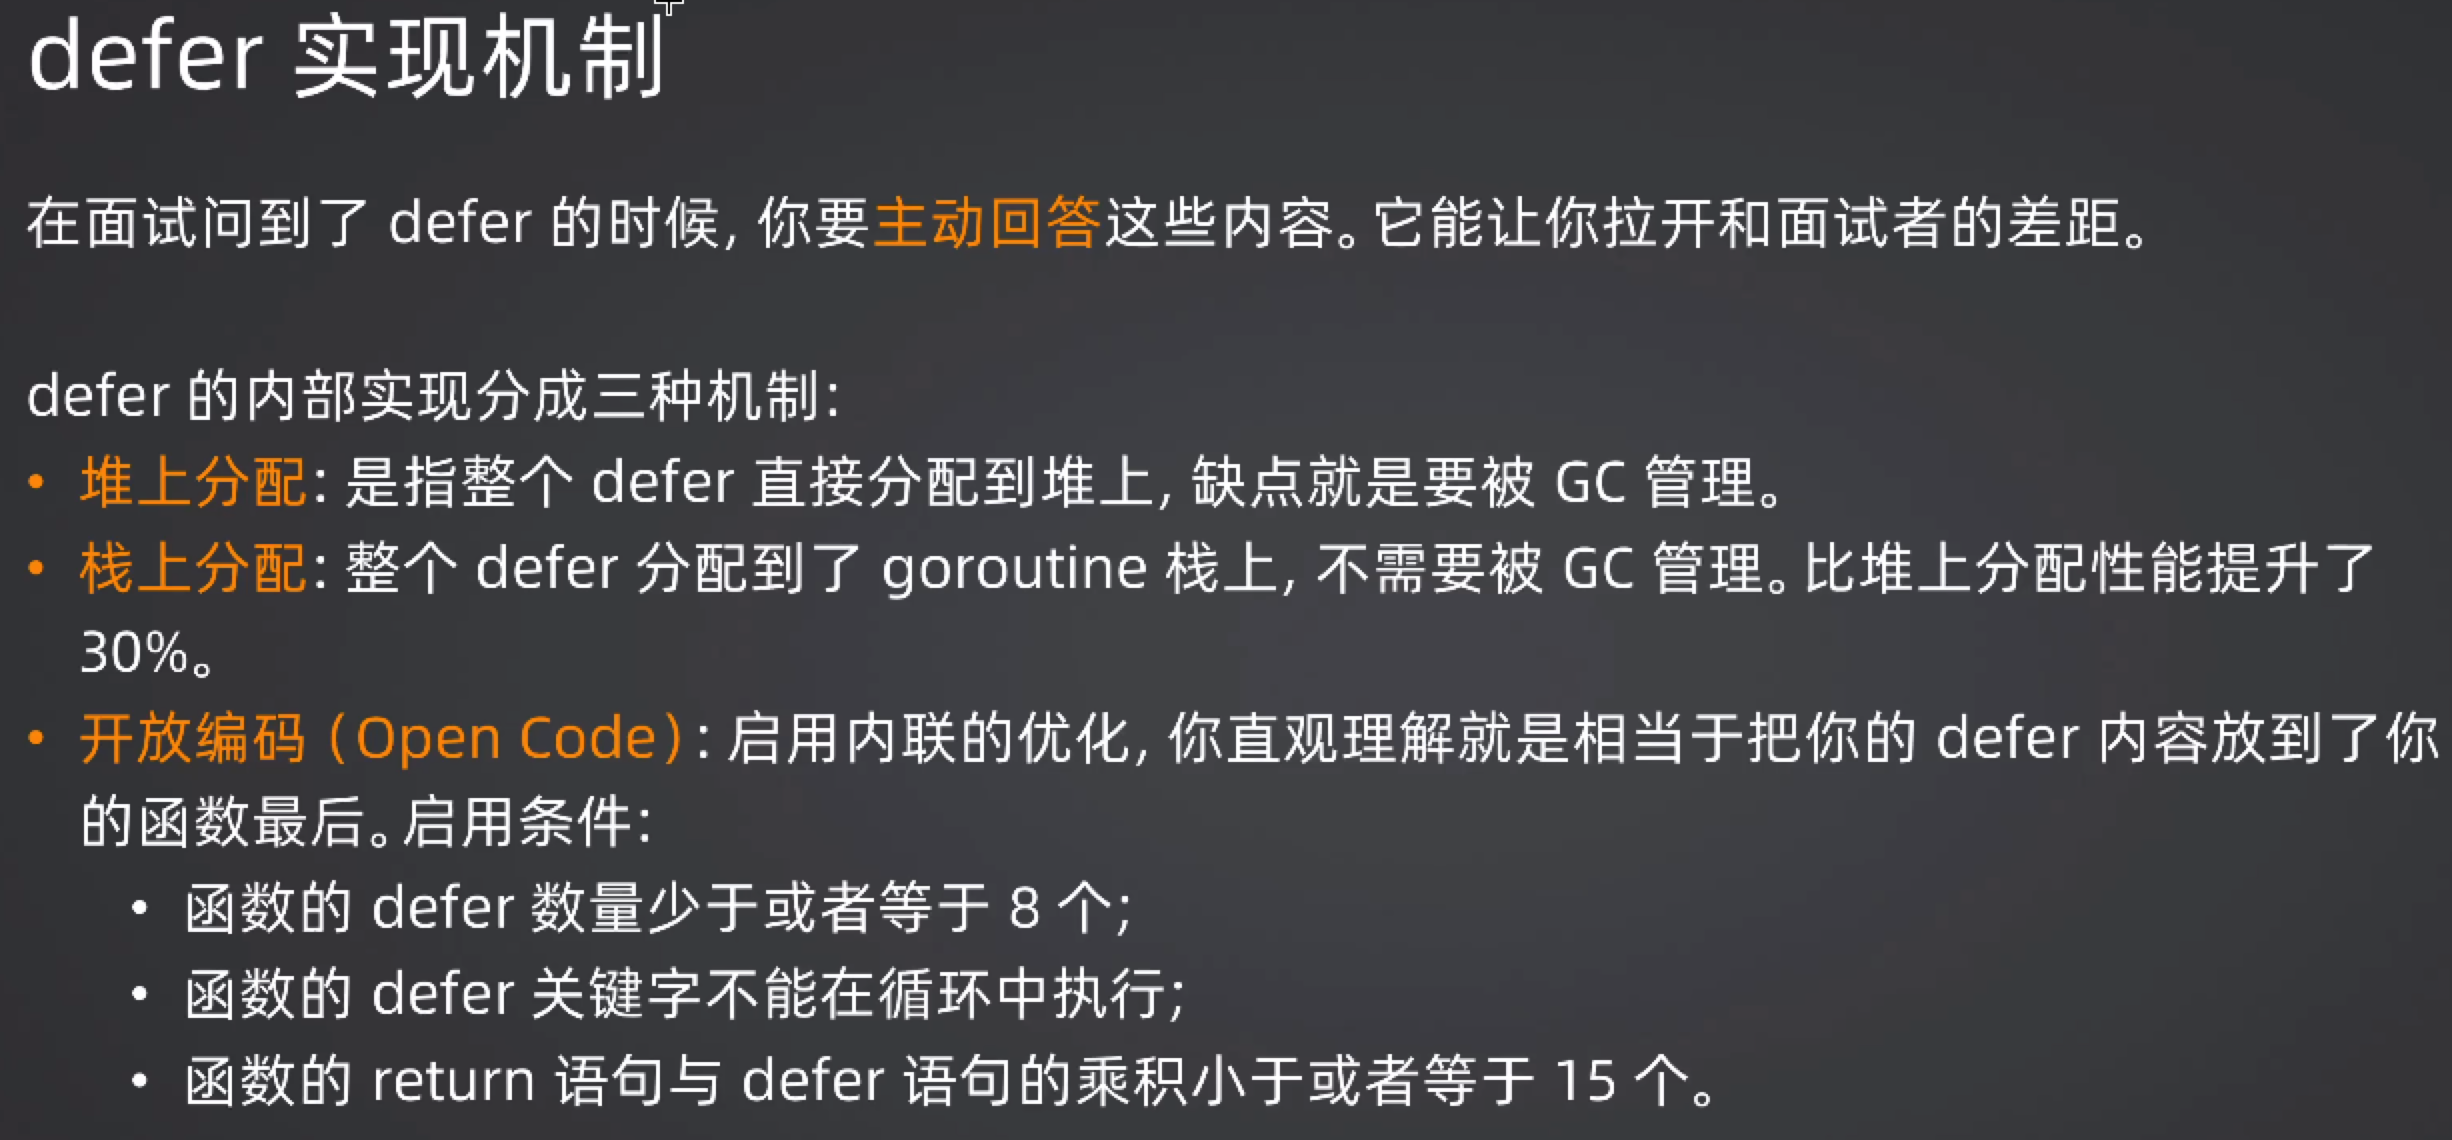 defer 实现机制
在面试问到了 defer 的时候, 你要主动回答这些内容。它能让你拉开和面试者的差距。
defer 的内部实现分成三种机制:
• 堆上分配: 是指整个 defer 直接分配到堆上, 缺点就是要被 GC 管理。
• 栈上分配: 整个 defer 分配到了 goroutine 栈上, 不需要被 GC 管理。比堆上分配性能提升了
30%。
• 开放编码 (Open Code) : 启用内联的优化, 你直观理解就是相当于把你的 defer 内容放到了你
的函数最后。启用条件:
• 函数的 defer 数量少于或者等于 8 个;
• 函数的 defer 关键字不能在循环中执行;
• 函数的 return 语句与 defer 语句的乘积小于或者等于 15 个。